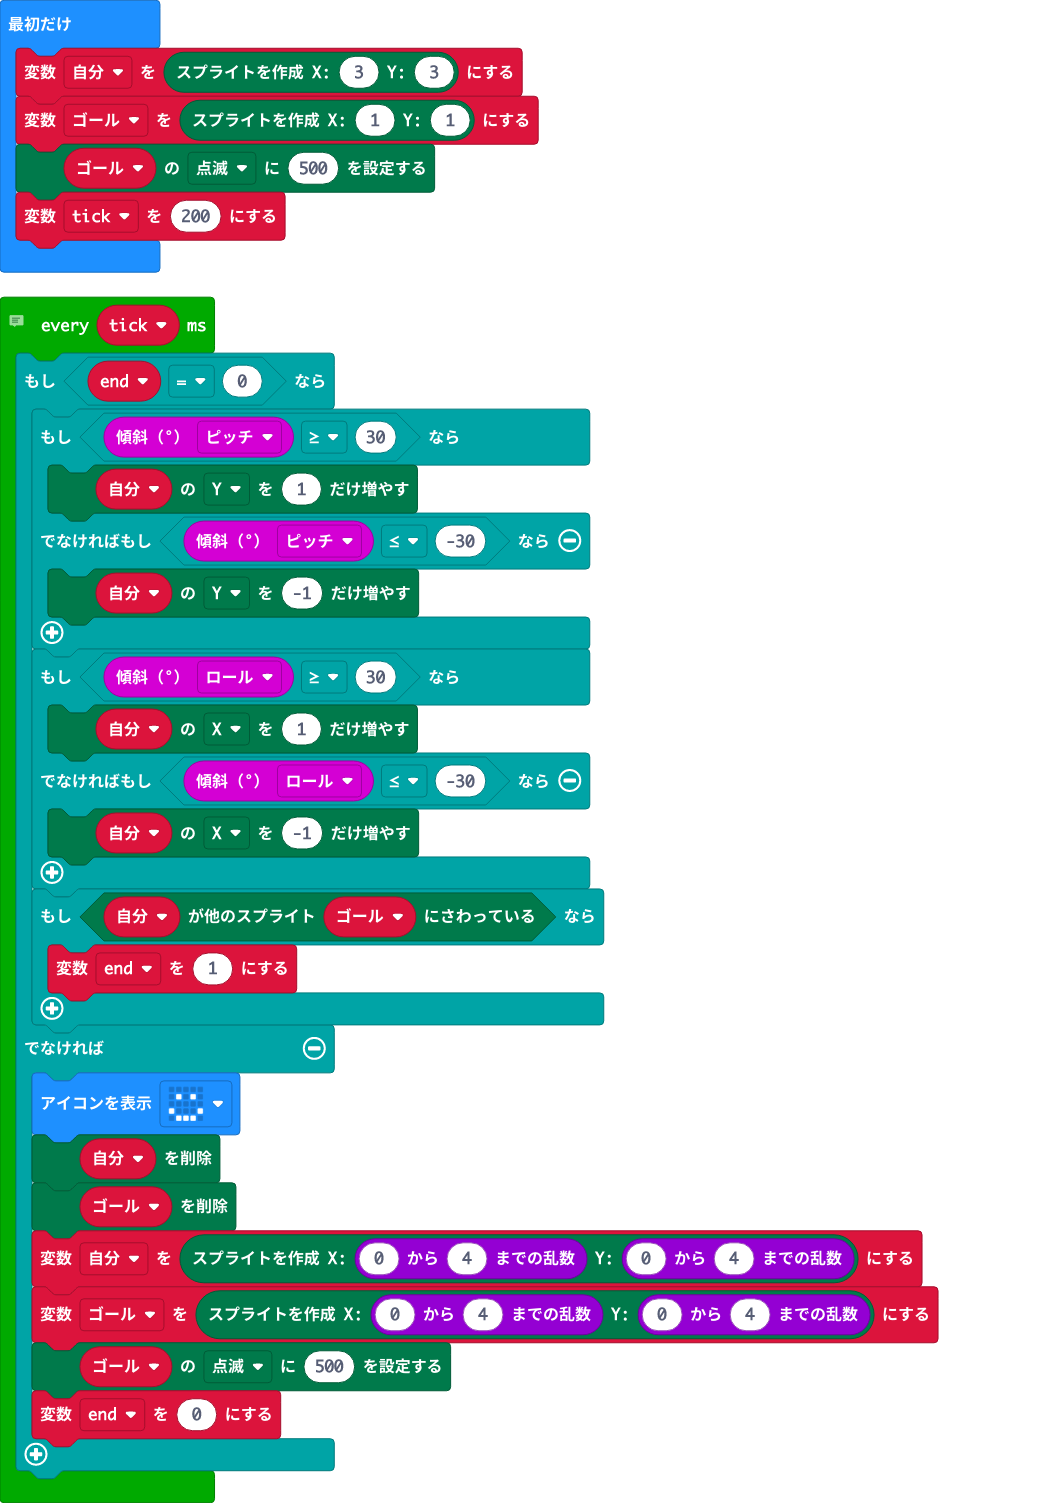 最初だけ
変数 自分 を スプライトを作成 X: 3 Y: 3 にする
変数 ゴール を スプライトを作成 X: 1 Y: 1 にする
ゴール の 点滅 に 500 を設定する
変数 tick を 200 にする
every tick ms
もし end = 0 なら
もし 傾斜（°） ピッチ ≥ 30 なら
自分 の Y を 1 だけ増やす
でなければもし 傾斜（°） ピッチ ≤ -30 なら
自分 の Y を -1 だけ増やす
もし 傾斜（°） ロール ≥ 30 なら
自分 の X を 1 だけ増やす
でなければもし 傾斜（°） ロール ≤ -30 なら
自分 の X を -1 だけ増やす
もし 自分 が他のスプライト ゴール にさわっている なら
変数 end を 1 にする
でなければ
アイコンを表示
自分 を削除
ゴール を削除
変数 自分 を スプライトを作成 X: 0 から 4 までの乱数 Y: 0 から 4 までの乱数 にする
変数 ゴール を スプライトを作成 X: 0 から 4 までの乱数 Y: 0 から 4 までの乱数 にする
ゴール の 点滅 に 500 を設定する
変数 end を 0 にする